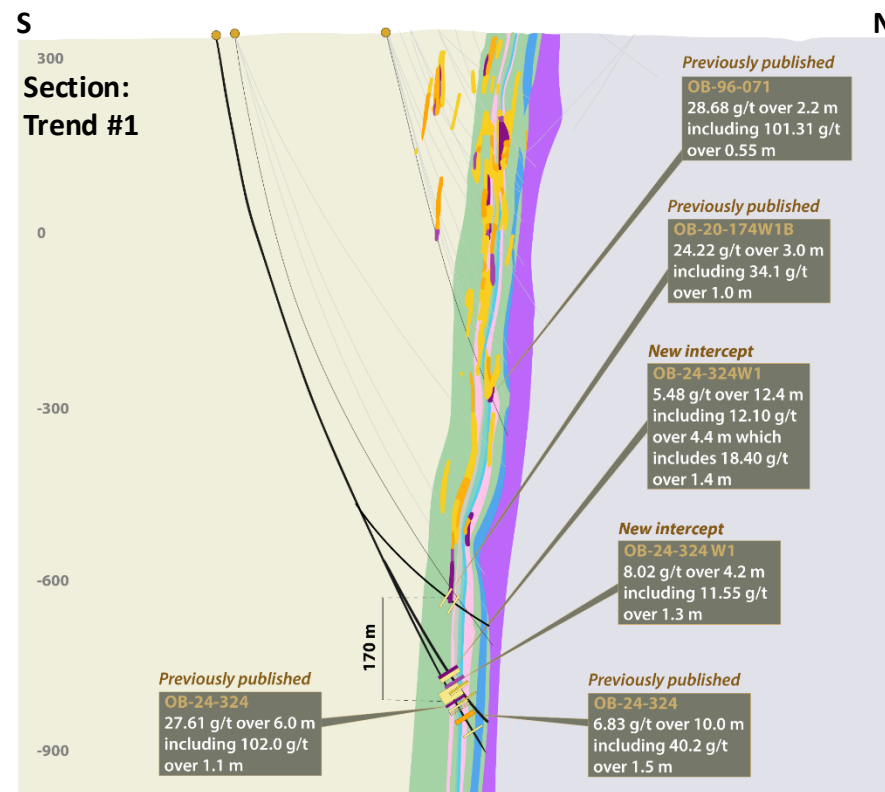 S
N
Section:
Trend #1
300
0
-300
-600
-900
170 m
Previously published
OB-96-071
28.68 g/t over 2.2 m
including 101.31 g/t
over 0.55 m
Previously published
OB-20-174W1B
24.22 g/t over 3.0 m
including 34.1 g/t
over 1.0 m
New intercept
OB-24-324W1
5.48 g/t over 12.4 m
including 12.10 g/t
over 4.4 m which
includes 18.40 g/t
over 1.4 m
New intercept
OB-24-324 W1
8.02 g/t over 4.2 m
including 11.55 g/t
over 1.3 m
Previously published
OB-24-324
27.61 g/t over 6.0 m
including 102.0 g/t
over 1.1 m
Previously published
OB-24-324
6.83 g/t over 10.0 m
including 40.2 g/t
over 1.5 m